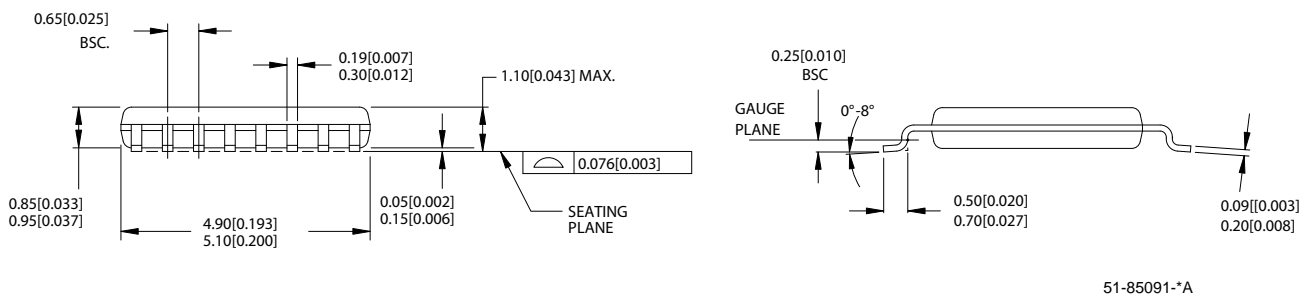 0.65[0.025]
BSC.
0.19[0.007]
0.30[0.012]
1.10[0.043] MAX.
0.85[0.033]
0.95[0.037]
4.90[0.193]
5.10[0.200]
0.05[0.002]
0.15[0.006]
0.076[0.003]
SEATING
PLANE
0.25[0.010]
BSC
GAUGE
PLANE
0°-8°
0.50[0.020]
0.70[0.027]
0.09[[0.003]
0.20[0.008]
51-85091-*A